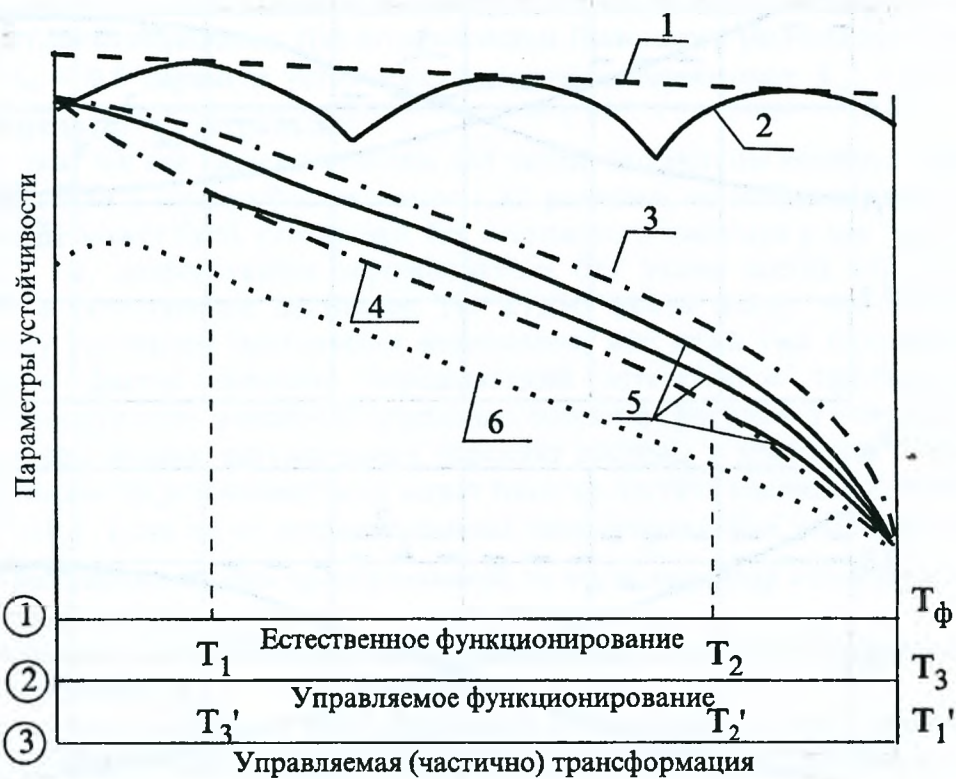 1
2
Параметры устойчивости
3
4
5
6
1
Tф
T1
Естественное функционирование
T2
T3
2
Управляемое функционирование
T3'
T2'
T1'
3
Управляемая (частично) трансформация